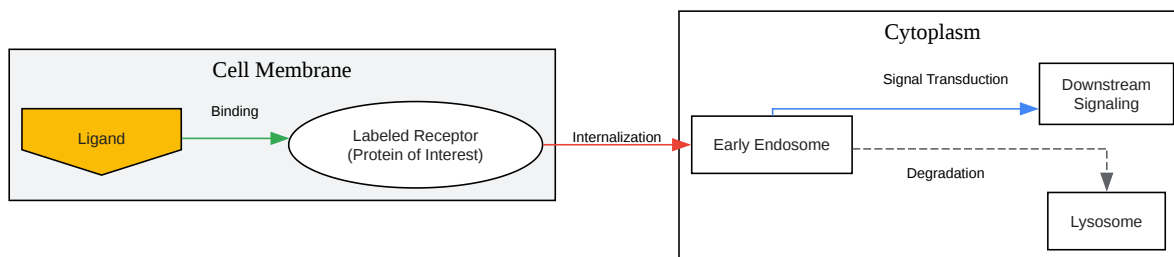 Cell Membrane
Ligand
Binding
Labeled Receptor
(Protein of Interest)
Internalization
Cytoplasm
Early Endosome
Signal Transduction
Downstream
Signaling
Degradation
Lysosome